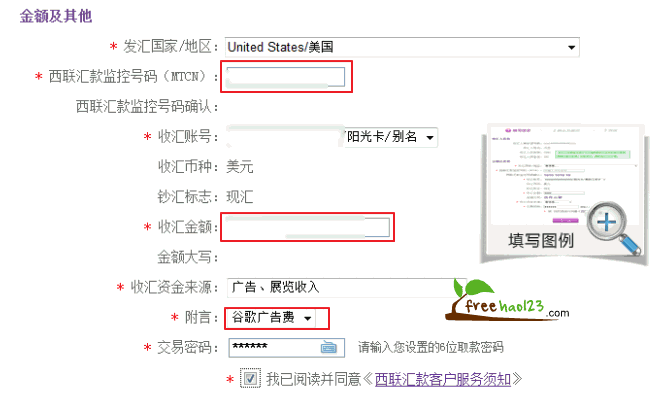 金额及其他
* 发汇国家/地区： United States/美国
* 西联汇款监控号码（MTCN）：
西联汇款监控号码确认：
* 收汇账号： 阳光卡/别名
收汇币种： 美元
钞汇标志： 现汇
* 收汇金额：
金额大写：
填写图例
* 收汇资金来源： 广告、展览收入
freehao123.com
* 附言： 谷歌广告费
* 交易密码： ****** 请输入您设置的6位取款密码
* 我已阅读并同意《西联汇款客户服务须知》